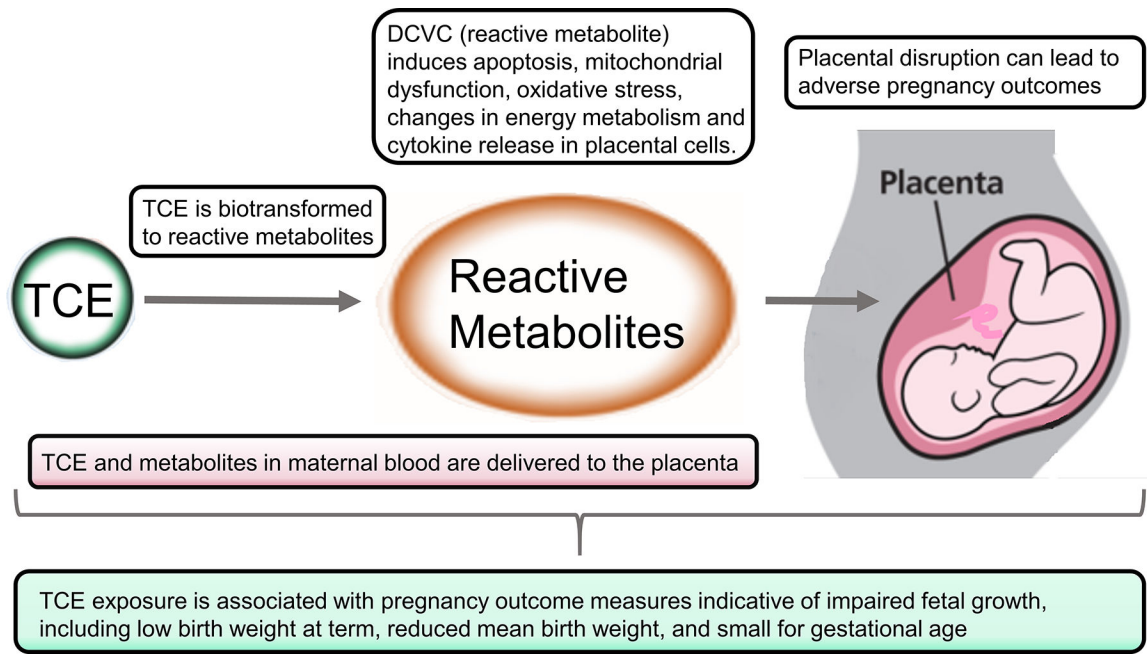 DCVC (reactive metabolite)
induces apoptosis, mitochondrial
dysfunction, oxidative stress,
changes in energy metabolism and
cytokine release in placental cells.
Placental disruption can lead to
adverse pregnancy outcomes
TCE is biotransformed
to reactive metabolites
Placenta
TCE
Reactive
Metabolites
TCE and metabolites in maternal blood are delivered to the placenta
TCE exposure is associated with pregnancy outcome measures indicative of impaired fetal growth,
including low birth weight at term, reduced mean birth weight, and small for gestational age